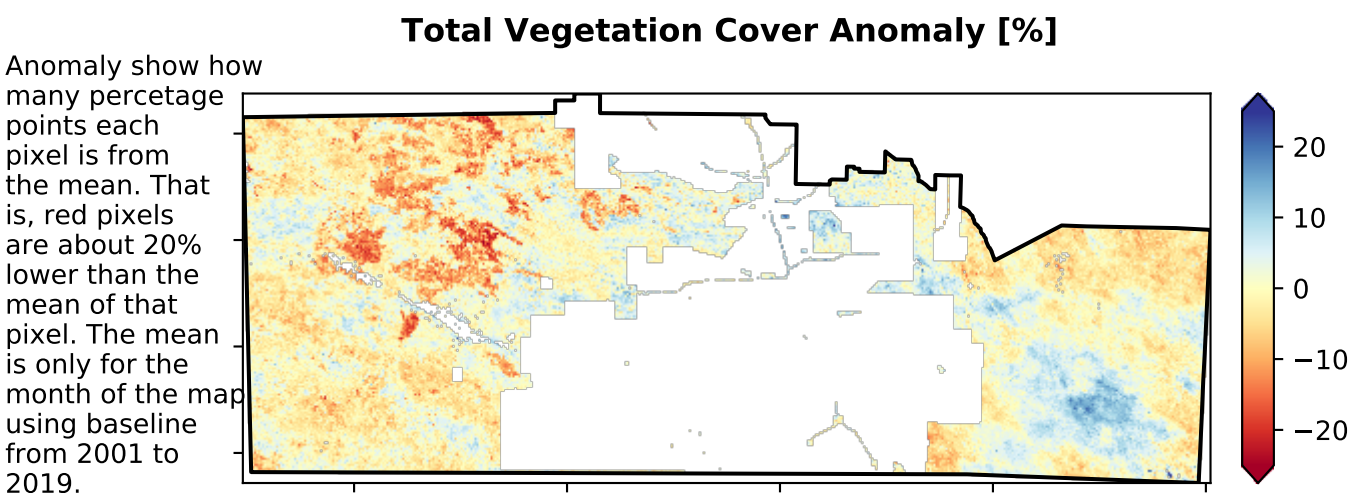 Total Vegetation Cover Anomaly [%]
Anomaly show how
many percetage
points each
pixel is from
the mean. That
is, red pixels
are about 20%
lower than the
mean of that
pixel. The mean
is only for the
month of the map
using baseline
from 2001 to
2019.
20
10
0
−10
−20